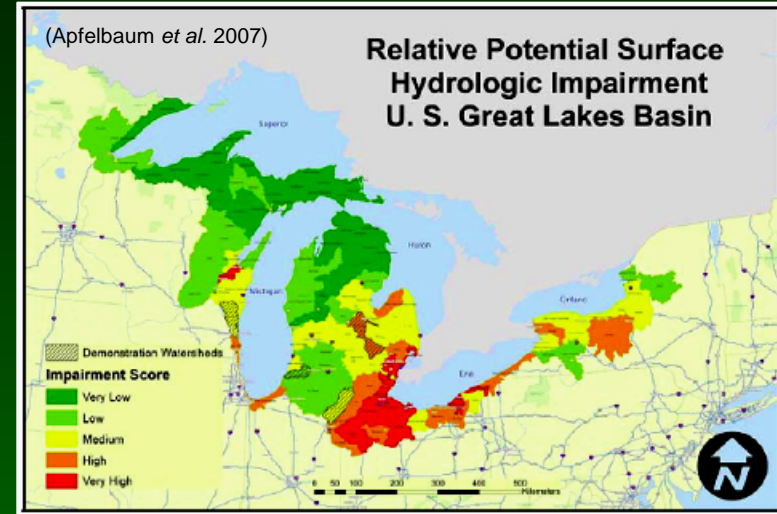 (Apfelbaum et al. 2007)
Relative Potential Surface
Hydrologic Impairment
U. S. Great Lakes Basin
Superior
Huron
Michigan
Ontario
Erie
Demonstration Watersheds
Impairment Score
Very Low
Low
Medium
High
Very High
0 50 100 200 300 400 500
Kilometers
N